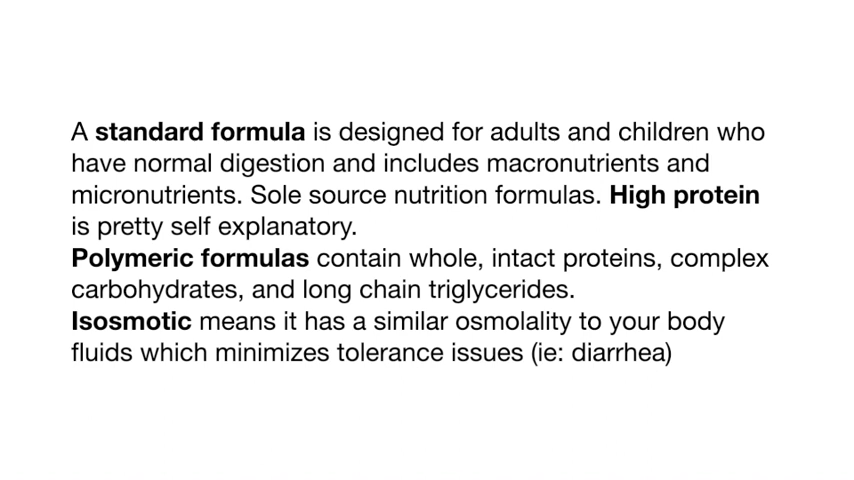 A standard formula is designed for adults and children who
have normal digestion and includes macronutrients and
micronutrients. Sole source nutrition formulas. High protein
is pretty self explanatory.
Polymeric formulas contain whole, intact proteins, complex
carbohydrates, and long chain triglycerides.
Isosmotic means it has a similar osmolality to your body
fluids which minimizes tolerance issues (ie: diarrhea)